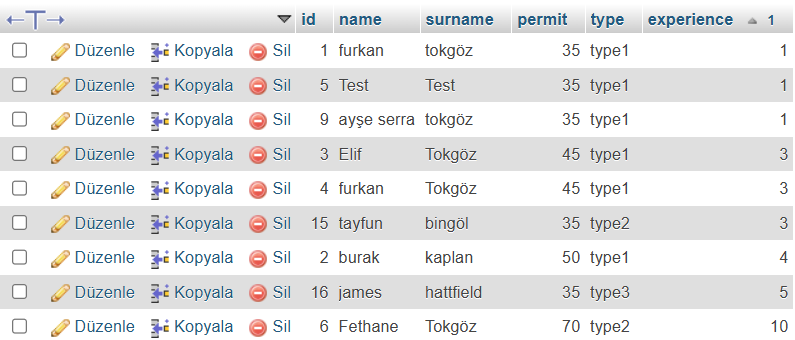 id name surname permit type experience 1
Düzenle Kopyala Sil 1 furkan tokgöz 35 type1 1
Düzenle Kopyala Sil 5 Test Test 35 type1 1
Düzenle Kopyala Sil 9 ayşe serra tokgöz 35 type1 1
Düzenle Kopyala Sil 3 Elif Tokgöz 45 type1 3
Düzenle Kopyala Sil 4 furkan Tokgöz 45 type1 3
Düzenle Kopyala Sil 15 tayfun bingöl 35 type2 3
Düzenle Kopyala Sil 2 burak kaplan 50 type1 4
Düzenle Kopyala Sil 16 james hattfield 35 type3 5
Düzenle Kopyala Sil 6 Fethane Tokgöz 70 type2 10